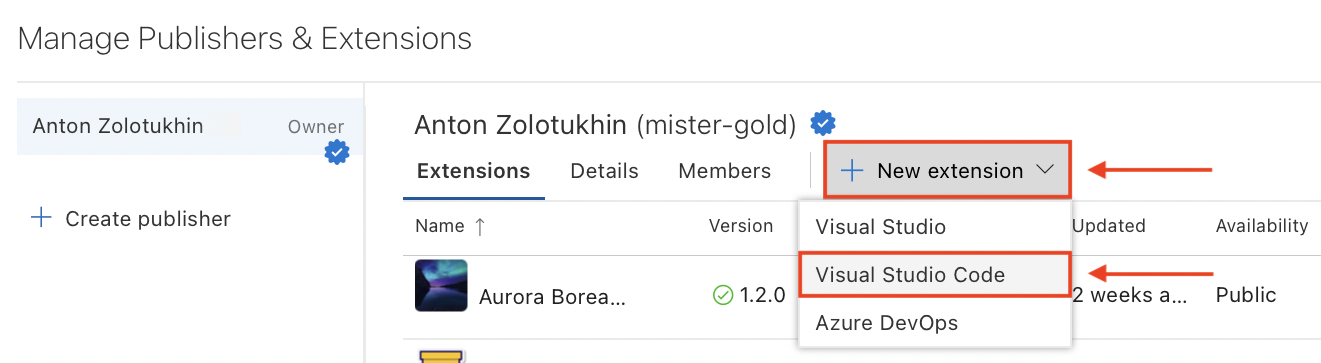 Manage Publishers & Extensions
Anton Zolotukhin Owner
Create publisher
Anton Zolotukhin (mister-gold)
Extensions Details Members New extension
Name ↑ Version Updated Availability
Visual Studio
Visual Studio Code
Azure DevOps
Aurora Borea... 1.2.0 2 weeks a... Public